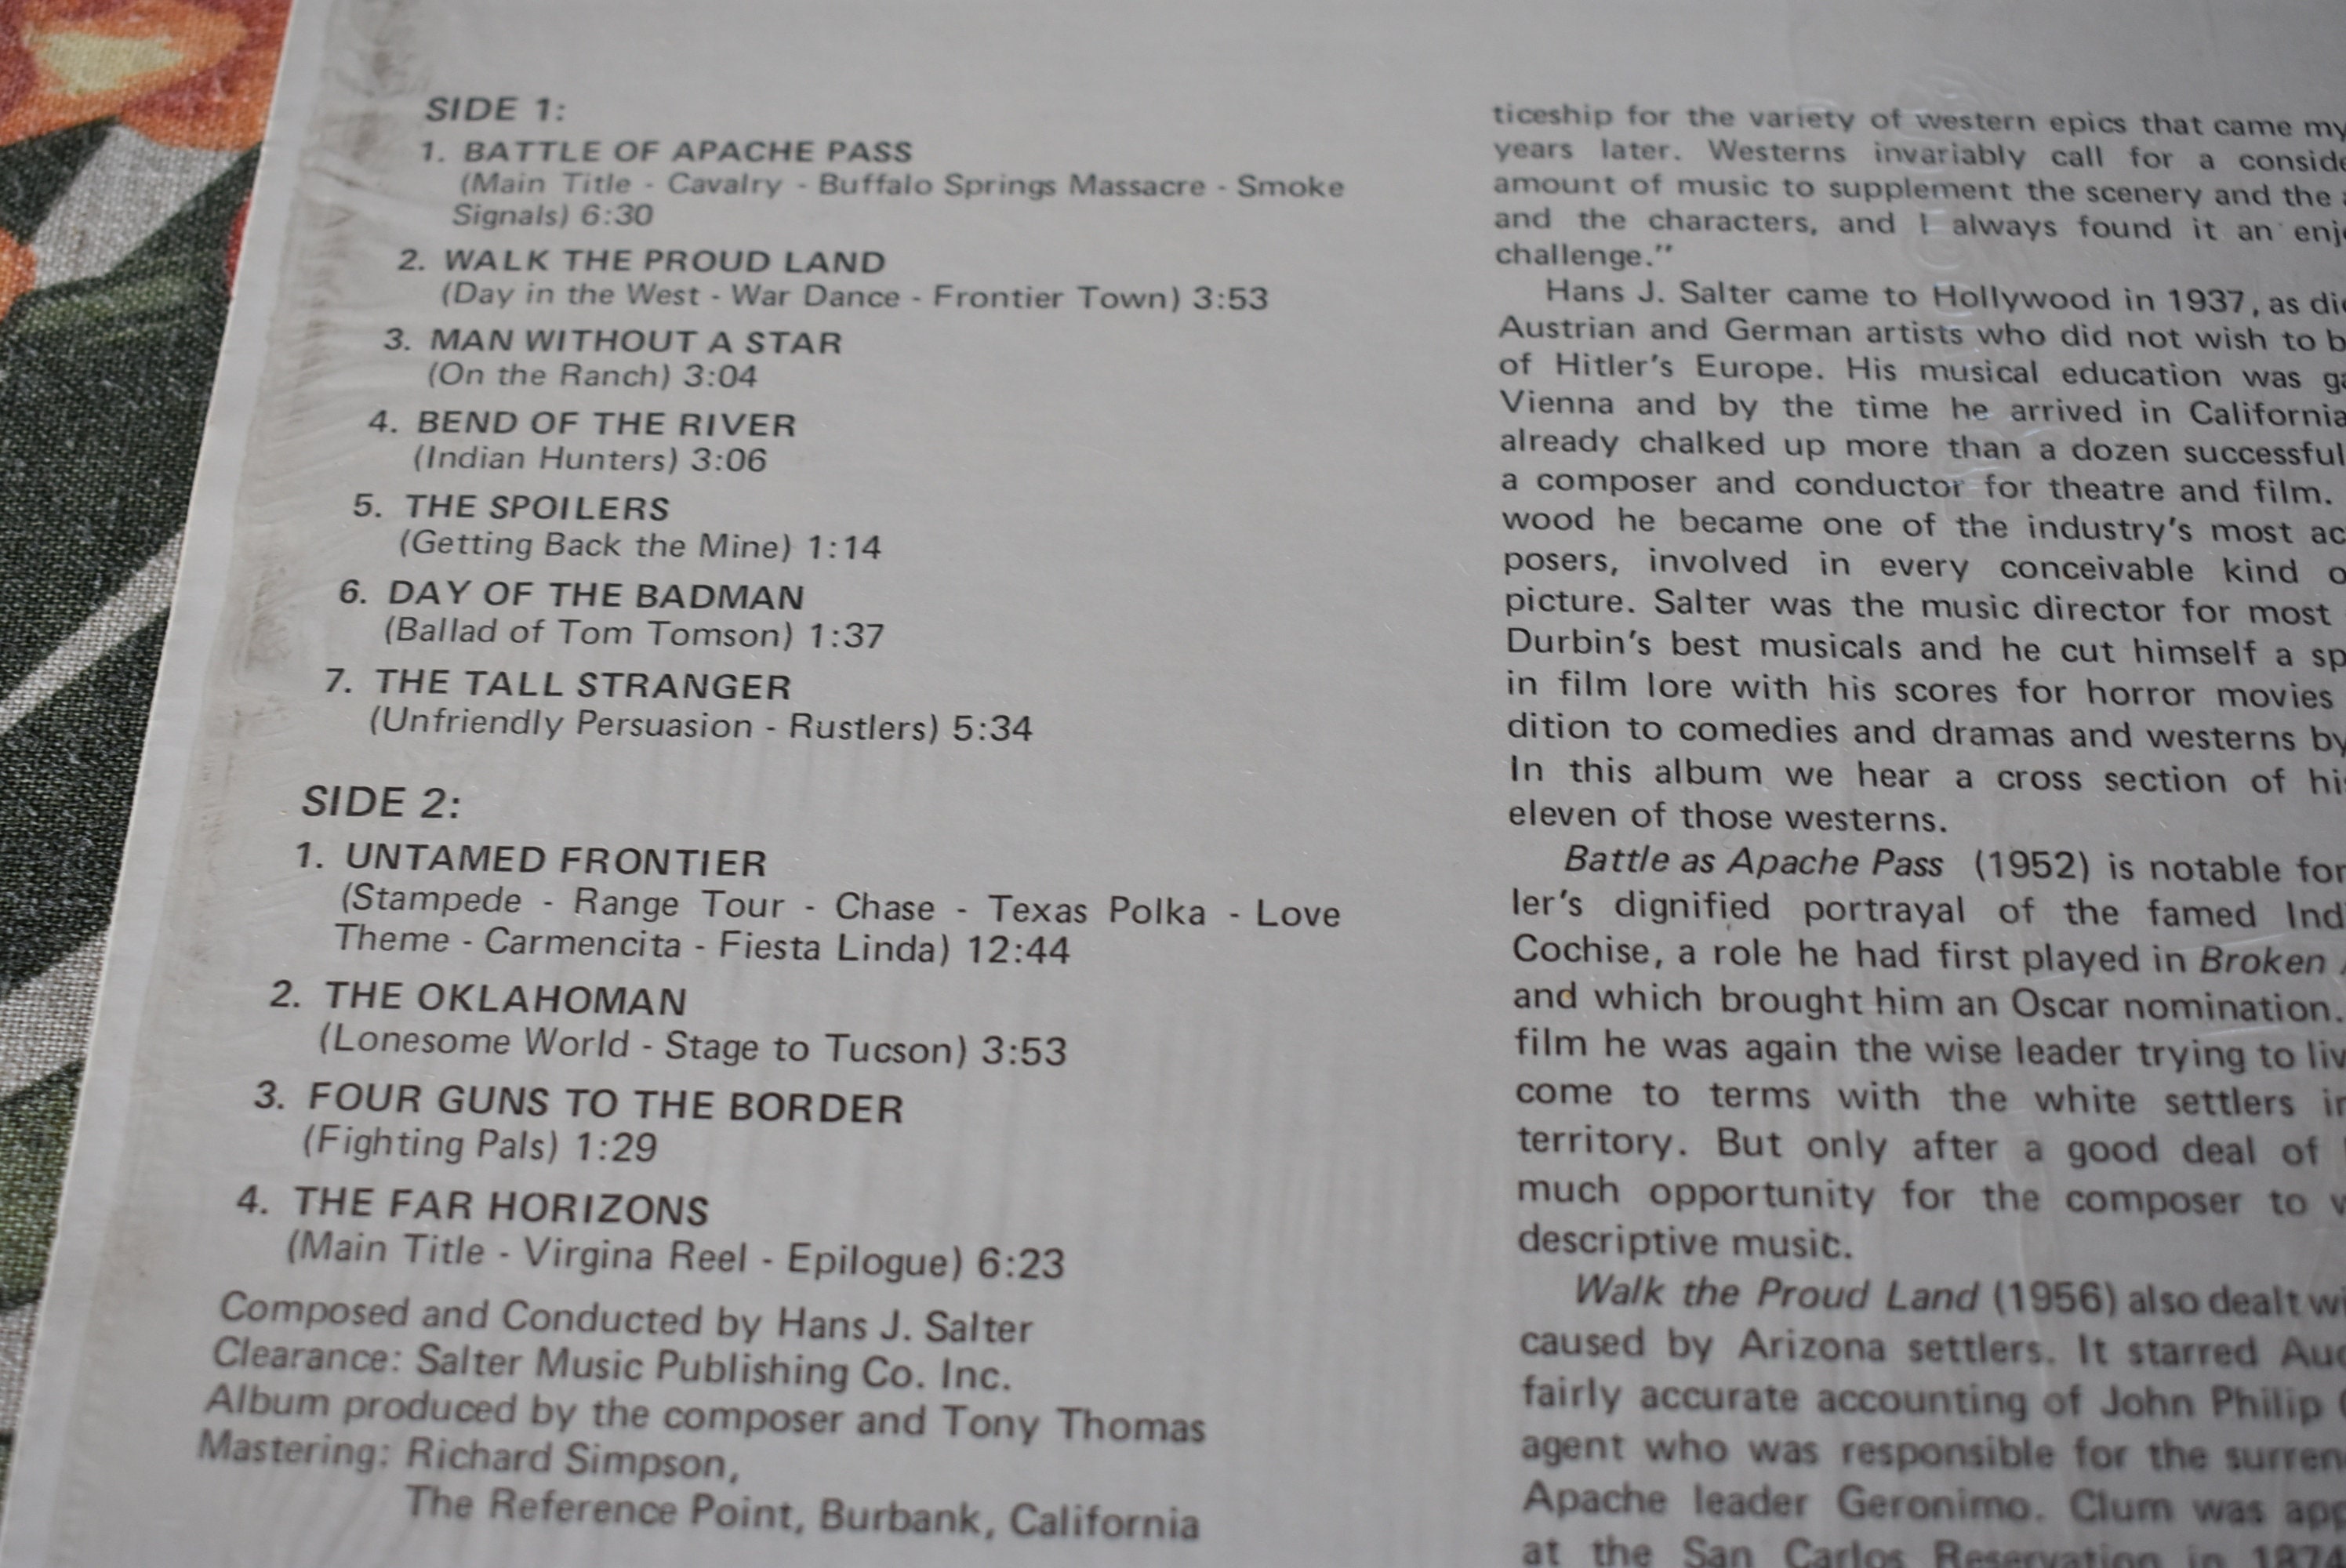 SIDE 1:
1. BATTLE OF APACHE PASS
(Main Title - Cavalry - Buffalo Springs Massacre - Smoke
Signals) 6:30
2. WALK THE PROUD LAND
(Day in the West - War Dance - Frontier Town) 3:53
3. MAN WITHOUT A STAR
(On the Ranch) 3:04
4. BEND OF THE RIVER
(Indian Hunters) 3:06
5. THE SPOILERS
(Getting Back the Mine) 1:14
6. DAY OF THE BADMAN
(Ballad of Tom Tomson) 1:37
7. THE TALL STRANGER
(Unfriendly Persuasion - Rustlers) 5:34
SIDE 2:
1. UNTAMED FRONTIER
(Stampede - Range Tour - Chase - Texas Polka - Love
Theme - Carmencita - Fiesta Linda) 12:44
2. THE OKLAHOMAN
(Lonesome World - Stage to Tucson) 3:53
3. FOUR GUNS TO THE BORDER
(Fighting Pals) 1:29
4. THE FAR HORIZONS
(Main Title - Virgina Reel - Epilogue) 6:23
Composed and Conducted by Hans J. Salter
Clearance: Salter Music Publishing Co. Inc.
Album produced by the composer and Tony Thomas
Mastering: Richard Simpson,
The Reference Point, Burbank, California
ticeship for the variety of western epics that came my
years later. Westerns invariably call for a
amount of music to supplement the scenery and the
and the characters, and I always found it an
challenge."
Hans J. Salter came to Hollywood in 1937, as
Austrian and German artists who did not wish to
of Hitler's Europe. His musical education was
Vienna and by the time he arrived in California
already chalked up more than a dozen successful
a composer and conductor for theatre and film.
wood he became one of the industry's most
posers, involved in every conceivable kind
picture. Salter was the music director for most
Durbin's best musicals and he cut himself a
in film lore with his scores for horror movies
dition to comedies and dramas and westerns by
In this album we hear a cross section of
eleven of those westerns.
Battle as Apache Pass (1952) is notable for
ler's dignified portrayal of the famed
Cochise, a role he had first played in Broken
and which brought him an Oscar nomination.
film he was again the wise leader trying to
come to terms with the white settlers
territory. But only after a good deal of
much opportunity for the composer to
descriptive music.
Walk the Proud Land (1956) also dealt
caused by Arizona settlers. It starred
fairly accurate accounting of John Philip
agent who was responsible for the
Apache leader Geronimo. Clum was
at the San Carlos Reservation in